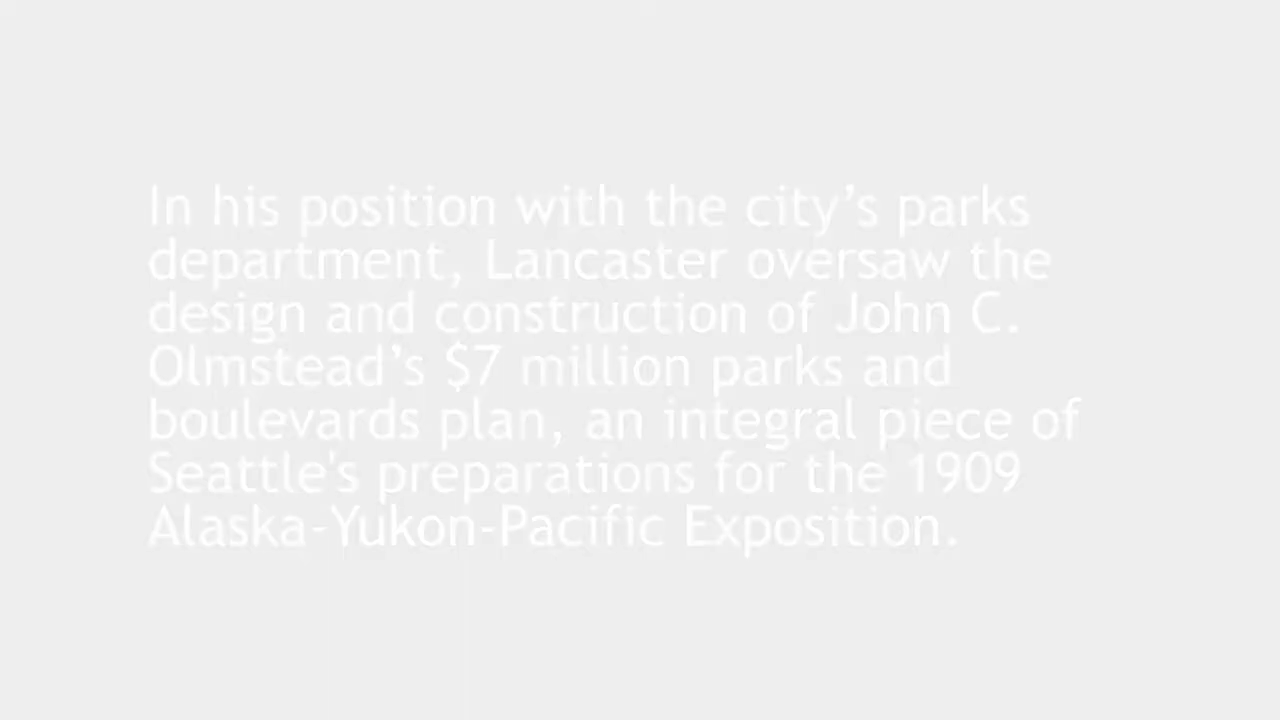 In his position with the city’s parks
department, Lancaster oversaw the
design and construction of John C.
Olmstead’s $7 million parks and
boulevards plan, an integral piece of
Seattle's preparations for the 1909
Alaska-Yukon-Pacific Exposition.